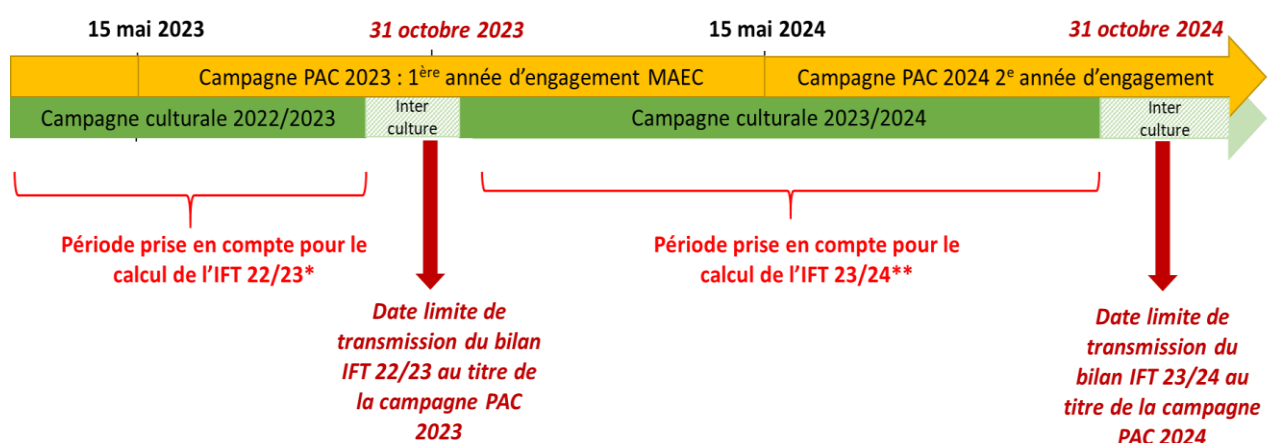 15 mai 2023
31 octobre 2023
15 mai 2024
31 octobre 2024
Campagne PAC 2023 : 1ère année d’engagement MAEC
Campagne PAC 2024 2e année d’engagement
Campagne culturale 2022/2023
Inter
culture
Campagne culturale 2023/2024
Inter
culture
Période prise en compte pour le
calcul de l’IFT 22/23*
Période prise en compte pour le
calcul de l’IFT 23/24**
Date limite de
transmission du bilan
IFT 22/23 au titre de
la campagne PAC
2023
Date limite de
transmission du
bilan IFT 23/24 au
titre de la campagne
PAC 2024